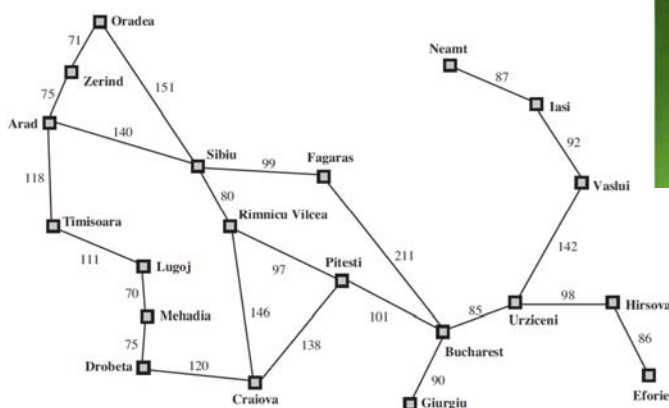 Oradea
71
Neamt
Zerind
87
75
151
Iasi
Arad
140
92
Sibiu
99
Fagaras
118
Vaslui
80
Timisoara
Rimnicu Vilcea
142
111
211
Lugoj
97
Pitesti
70
98
Hirsova
146
85
Mehadia
101
Urziceni
138
86
75
Bucharest
120
Drobeta
90
Craiova
Eforie
Giurgiu